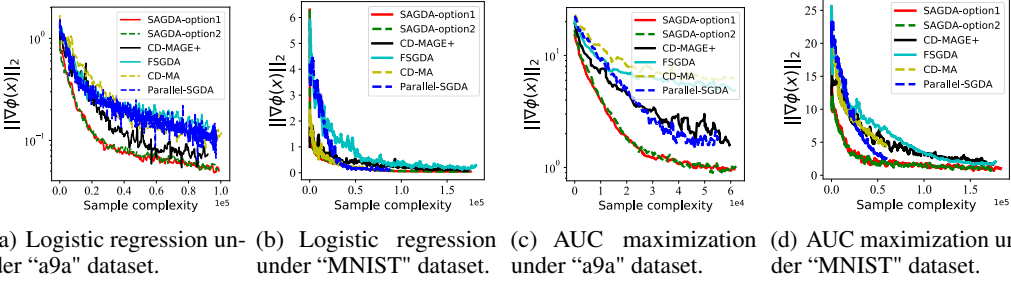 SAGDA-option1
SAGDA-option2
CD-MAGE+
FSGDA
CD-MA
Parallel-SGDA
10⁰
10⁻¹
||∇ϕ(x)||₂
0.0 0.2 0.4 0.6 0.8 1.0
1e5
Sample complexity
SAGDA-option1
SAGDA-option2
CD-MAGE+
FSGDA
CD-MA
Parallel-SGDA
6
5
4
3
2
1
0
||∇ϕ(x)||₂
0.0 0.5 1.0 1.5
1e5
Sample complexity
SAGDA-option1
SAGDA-option2
CD-MAGE+
FSGDA
CD-MA
Parallel-SGDA
10¹
10⁰
||∇ϕ(x)||₂
0 1 2 3 4 5 6
1e4
Sample complexity
SAGDA-option1
SAGDA-option2
CD-MAGE+
FSGDA
CD-MA
Parallel-SGDA
25
20
15
10
5
0
||∇ϕ(x)||₂
0.0 0.5 1.0 1.5
1e5
Sample complexity
a) Logistic regression un-
der “a9a" dataset.
(b) Logistic regression
under “MNIST" dataset.
(c) AUC maximization
under “a9a" dataset.
(d) AUC maximization un
der “MNIST" dataset.